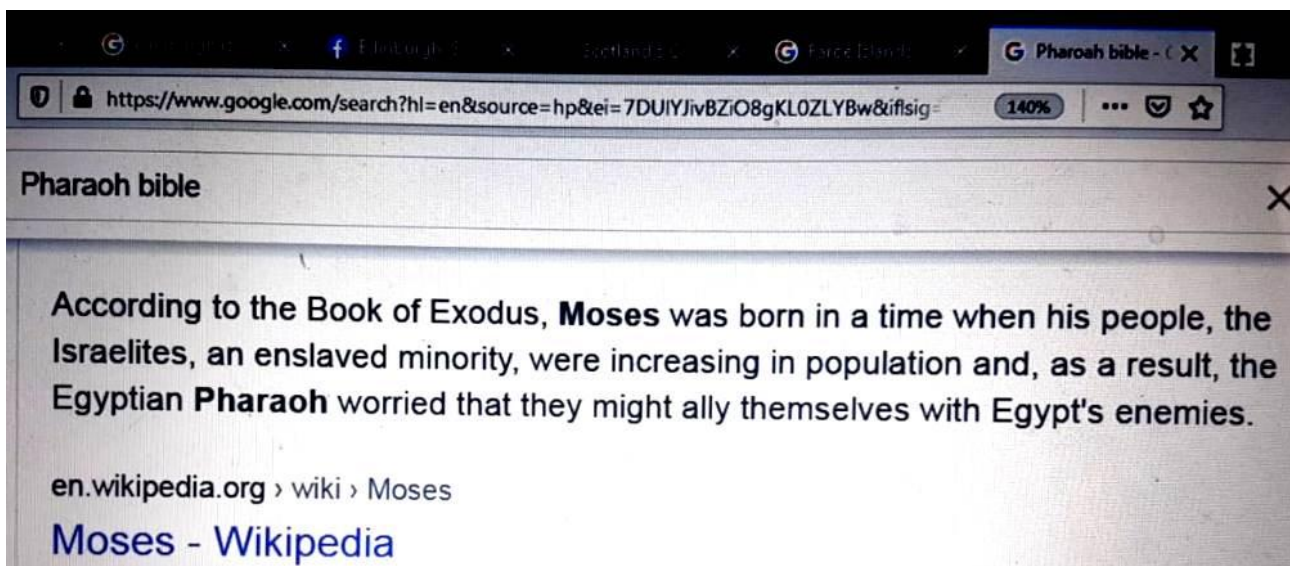 Pharoah bible - G
https://www.google.com/search?hl=en&source=hp&ei=7DUIYJivBZiO8gKL0ZLYBw&iflsig=
140%
Pharaoh bible
According to the Book of Exodus, Moses was born in a time when his people, the
Israelites, an enslaved minority, were increasing in population and, as a result, the
Egyptian Pharaoh worried that they might ally themselves with Egypt's enemies.
en.wikipedia.org › wiki › Moses
Moses - Wikipedia